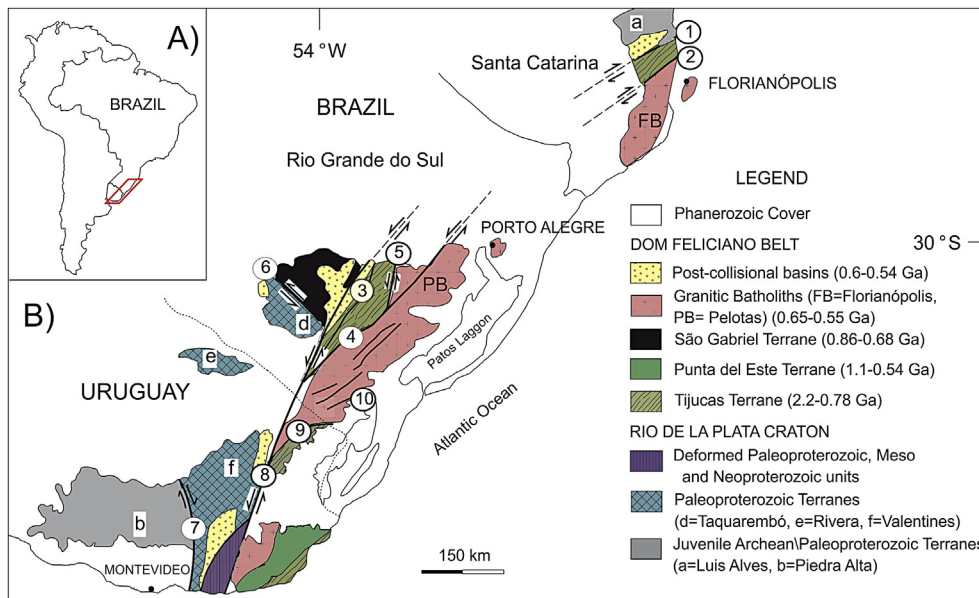 A)
BRAZIL
54 °W
a
1
2
Santa Catarina
FLORIANÓPOLIS
BRAZIL
FB
Rio Grande do Sul
PORTO ALEGRE
B)
6
5
3
PB
d
4
e
Patos Laggon
URUGUAY
10
Atlantic Ocean
9
f
8
b
7
MONTEVIDEO
150 km
LEGEND
Phanerozoic Cover
30 °S
DOM FELICIANO BELT
Post-collisional basins (0.6-0.54 Ga)
Granitic Batholiths (FB=Florianópolis,
PB= Pelotas) (0.65-0.55 Ga)
São Gabriel Terrane (0.86-0.68 Ga)
Punta del Este Terrane (1.1-0.54 Ga)
Tijucas Terrane (2.2-0.78 Ga)
RIO DE LA PLATA CRATON
Deformed Paleoproterozoic, Meso
and Neoproterozoic units
Paleoproterozoic Terranes
(d=Taquarembó, e=Rivera, f=Valentines)
Juvenile Archean\Paleoproterozoic Terranes
(a=Luis Alves, b=Piedra Alta)